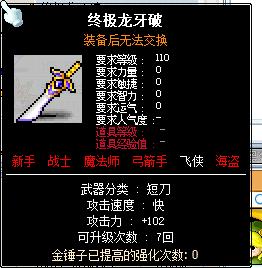 终极龙牙破
装备后无法交换
要求等级： 110
要求力量： 0
要求敏捷： 0
要求智力： 0
要求运气： 0
要求人气度： -
道具等级： -
道具经验值： -
新手 战士 魔法师 弓箭手 飞侠 海盗
武器分类 ： 短刀
攻击速度 ： 快
攻击力 ： +102
可升级次数 ： 7回
金锤子已提高的强化次数： 0